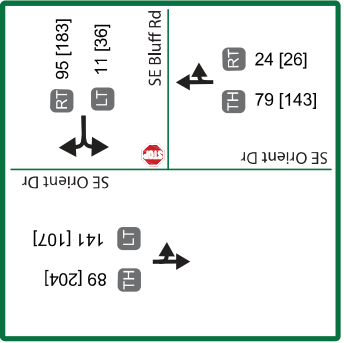 RT 95 [183]
LT 11 [36]
SE Bluff Rd
RT 24 [26]
TH 79 [143]
STOP
SE Orient Dr
SE Orient Dr
LT 141 [107]
TH 89 [204]